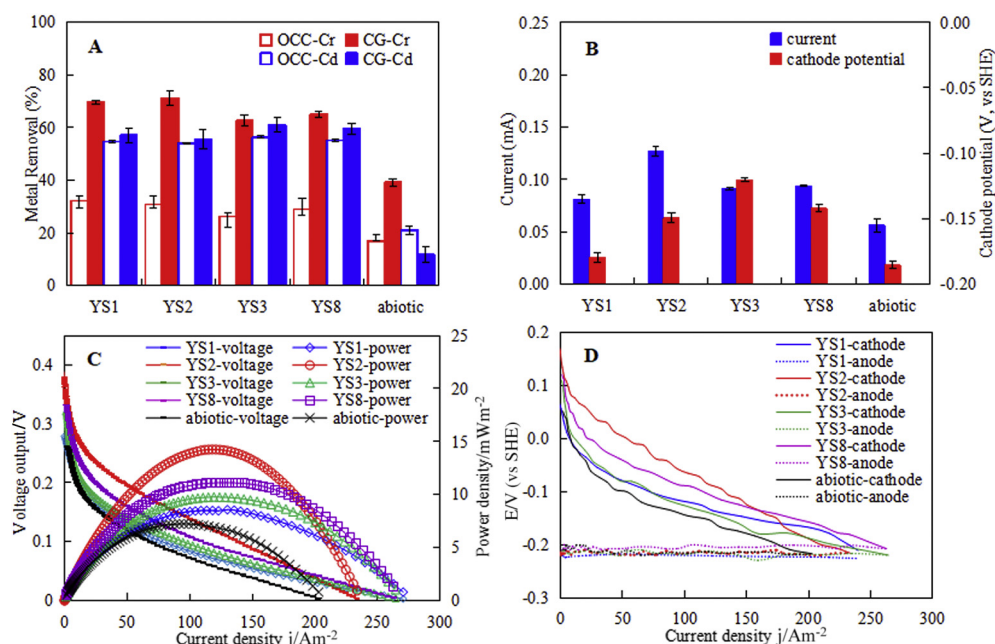 A
OCC-Cr CG-Cr
OCC-Cd CG-Cd
Metal Removal (%)
100
80
60
40
20
0
YS1 YS2 YS3 YS8 abiotic
B
current
cathode potential
Current (mA)
0.25
0.20
0.15
0.10
0.05
0.00
Cathode potential (V, vs SHE)
0.00
-0.05
-0.10
-0.15
-0.20
YS1 YS2 YS3 YS8 abiotic
C
YS1-voltage YS1-power
YS2-voltage YS2-power
YS3-voltage YS3-power
YS8-voltage YS8-power
abiotic-voltage abiotic-power
V Voltage output/V
0.4
0.3
0.2
0.1
0
Power density/mWm-2
25
20
15
10
5
0
0 50 100 150 200 250 300
Current density j/Am-2
D
YS1-cathode
YS1-anode
YS2-cathode
YS2-anode
YS3-cathode
YS3-anode
YS8-cathode
YS8-anode
abiotic-cathode
abiotic-anode
E/V (vs SHE)
0.2
0.1
-0.0
-0.1
-0.2
-0.3
0 50 100 150 200 250 300
Current density j/Am-2